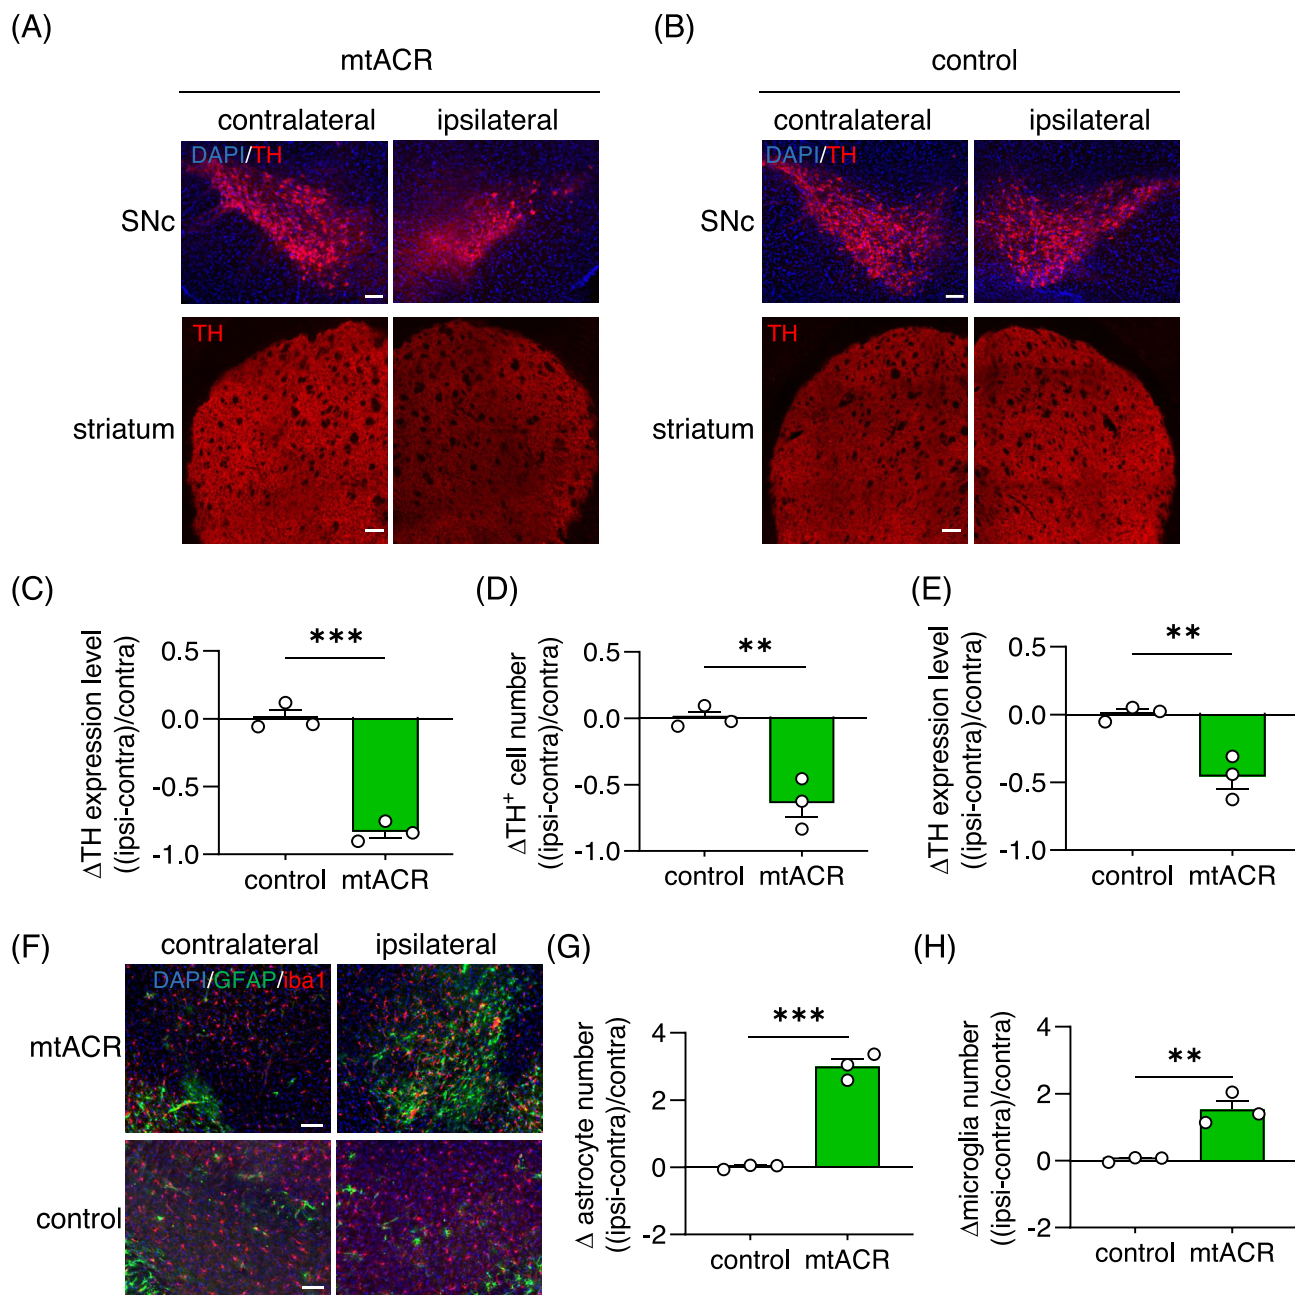 (A)
mtACR
contralateral ipsilateral
SNc
DAPI/TH
striatum
TH
(B)
control
contralateral ipsilateral
SNc
DAPI/TH
striatum
TH
(C)
ΔTH expression level
((ipsi-contra)/contra)
0.5
0.0
-0.5
-1.0
***
control mtACR
(D)
ΔTH⁺ cell number
((ipsi-contra)/contra)
0.5
0.0
-0.5
-1.0
**
control mtACR
(E)
ΔTH expression level
((ipsi-contra)/contra)
0.5
0.0
-0.5
-1.0
**
control mtACR
(F)
contralateral ipsilateral
DAPI/GFAP/iba1
mtACR
control
(G)
Δ astrocyte number
((ipsi-contra)/contra)
4
2
0
-2
***
control mtACR
(H)
Δmicroglia number
((ipsi-contra)/contra)
4
2
0
-2
**
control mtACR